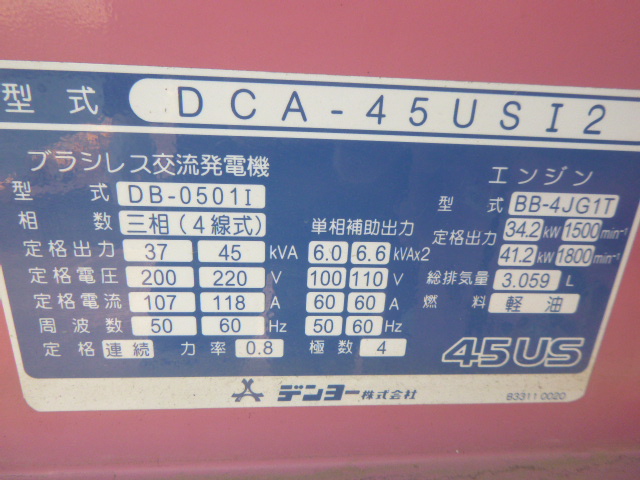 型式 DCA-45USI2
ブラシレス交流発電機
型式 DB-0501I
相数 三相(4線式) 単相補助出力
定格出力 37 45 kVA 6.0 6.6 kVAx2
定格電圧 200 220 V 100 110 V
定格電流 107 118 A 60 60 A
周波数 50 60 Hz 50 60 Hz
定格 連続 力率 0.8 極数 4
エンジン
型式 BB-4JG1T
定格出力 34.2 kW 1500 min⁻¹
41.2 kW 1800 min⁻¹
総排気量 3.059 L
燃料 軽油
45US
デンヨー株式会社
83311 0020